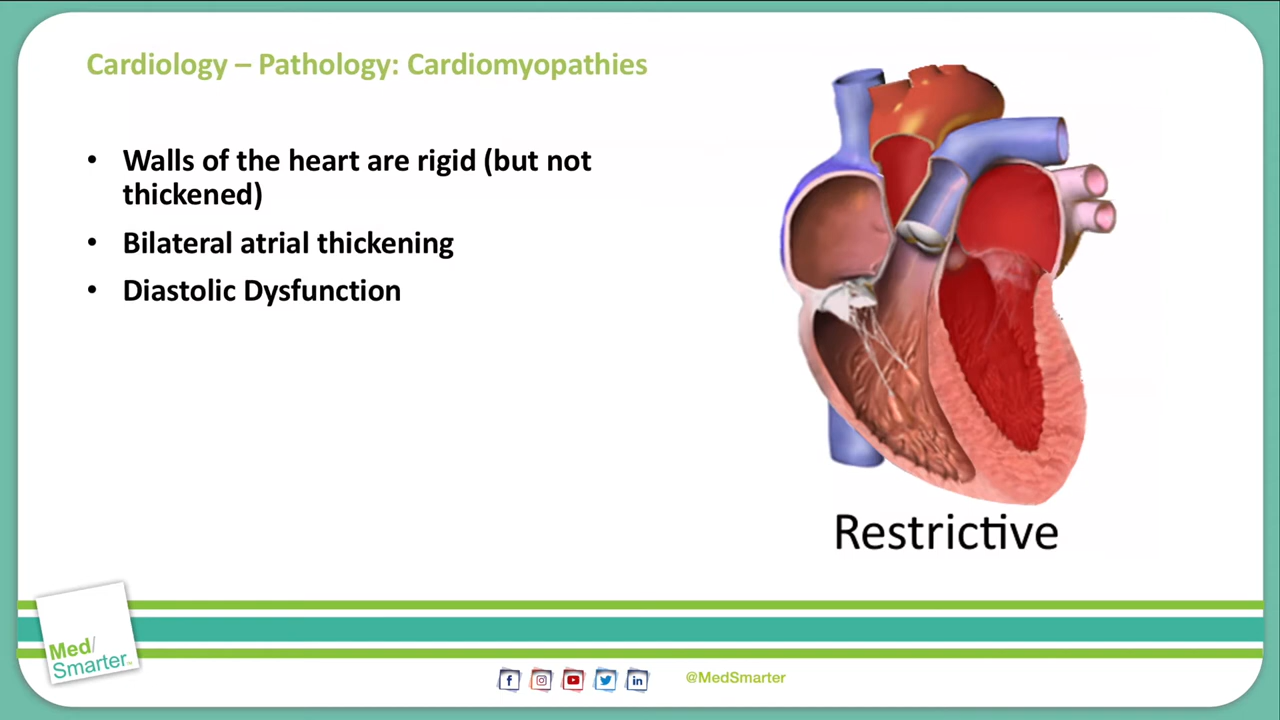 Cardiology – Pathology: Cardiomyopathies
• Walls of the heart are rigid (but not
thickened)
• Bilateral atrial thickening
• Diastolic Dysfunction
Restrictive
Med/
Smarter™
@MedSmarter